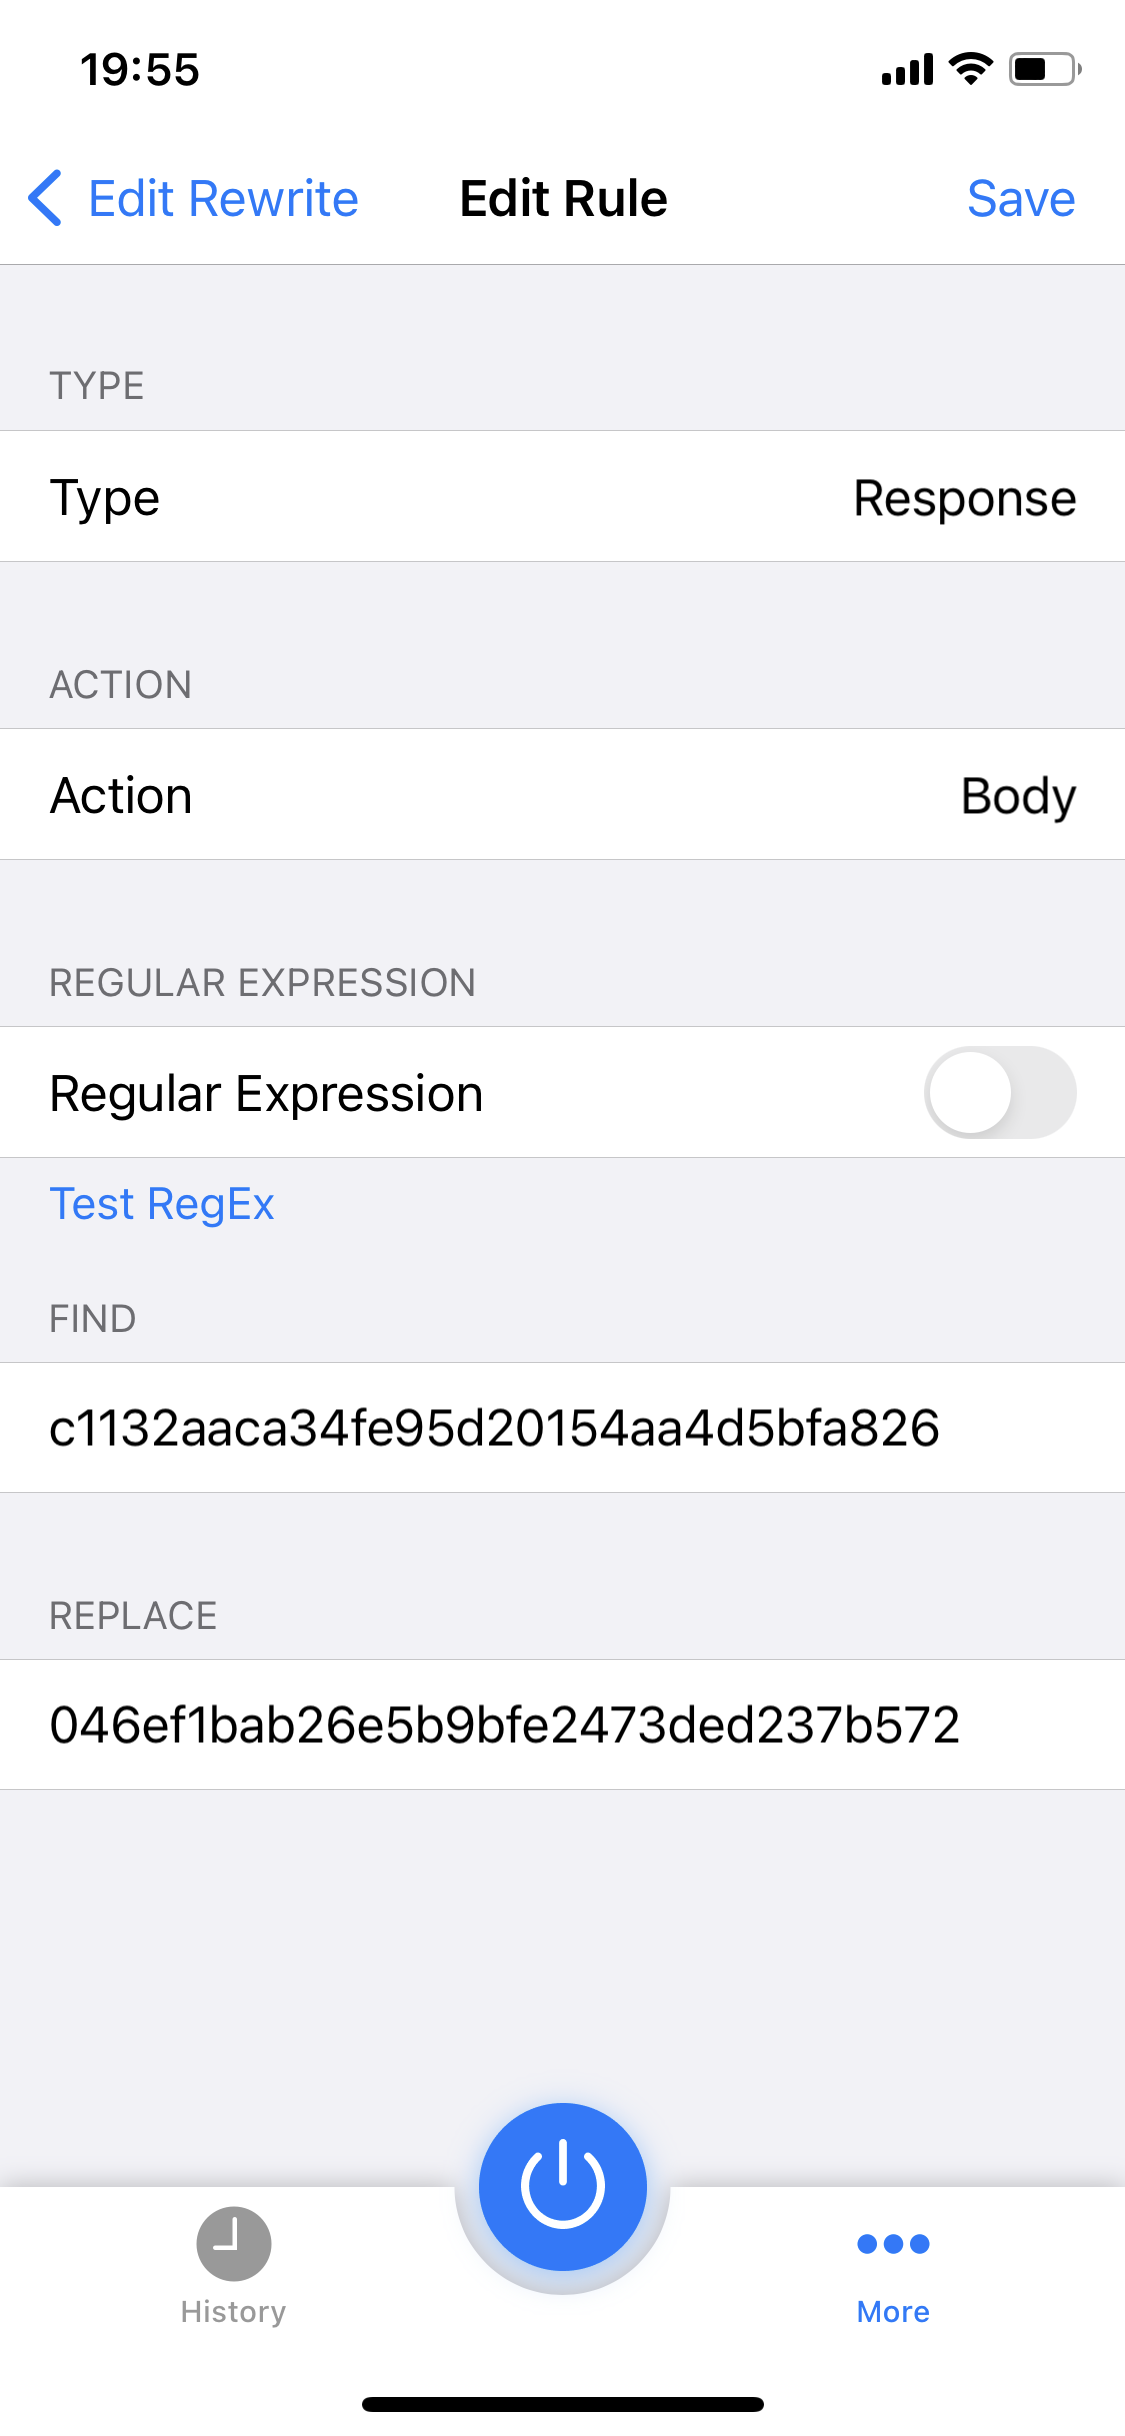 19:55
Edit Rewrite
Edit Rule
Save
TYPE
Type
Response
ACTION
Action
Body
REGULAR EXPRESSION
Regular Expression
Test RegEx
FIND
c1132aaca34fe95d20154aa4d5bfa826
REPLACE
046ef1bab26e5b9bfe2473ded237b572
History
More